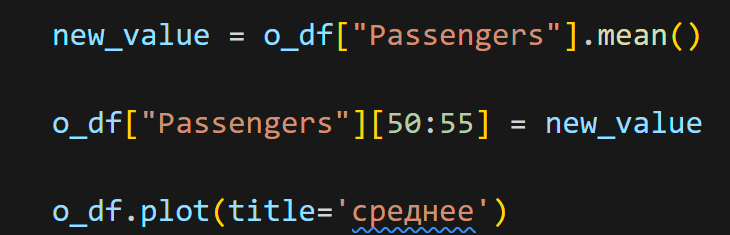 new_value = o_df["Passengers"].mean()
o_df["Passengers"][50:55] = new_value
o_df.plot(title='среднее')